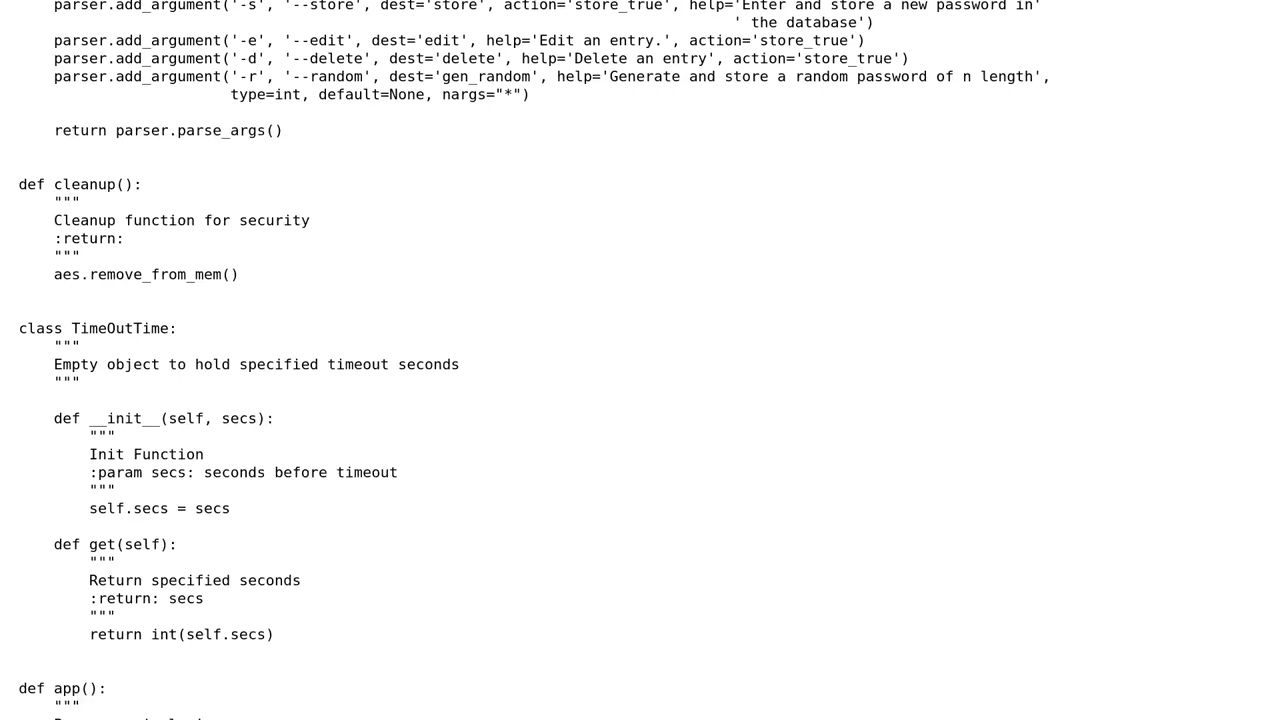 parser.add_argument('-s', '--store', dest='store', action='store_true', help='Enter and store a new password in'
' the database')
parser.add_argument('-e', '--edit', dest='edit', help='Edit an entry.', action='store_true')
parser.add_argument('-d', '--delete', dest='delete', help='Delete an entry', action='store_true')
parser.add_argument('-r', '--random', dest='gen_random', help='Generate and store a random password of n length',
type=int, default=None, nargs="*")
return parser.parse_args()
def cleanup():
"""
Cleanup function for security
:return:
"""
aes.remove_from_mem()
class TimeOutTime:
"""
Empty object to hold specified timeout seconds
"""
def __init__(self, secs):
"""
Init Function
:param secs: seconds before timeout
"""
self.secs = secs
def get(self):
"""
Return specified seconds
:return: secs
"""
return int(self.secs)
def app():
"""